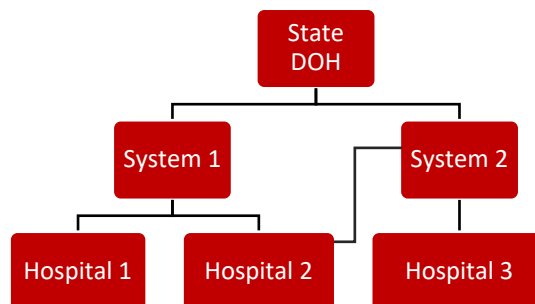 State
DOH
System 1
System 2
Hospital 1
Hospital 2
Hospital 3